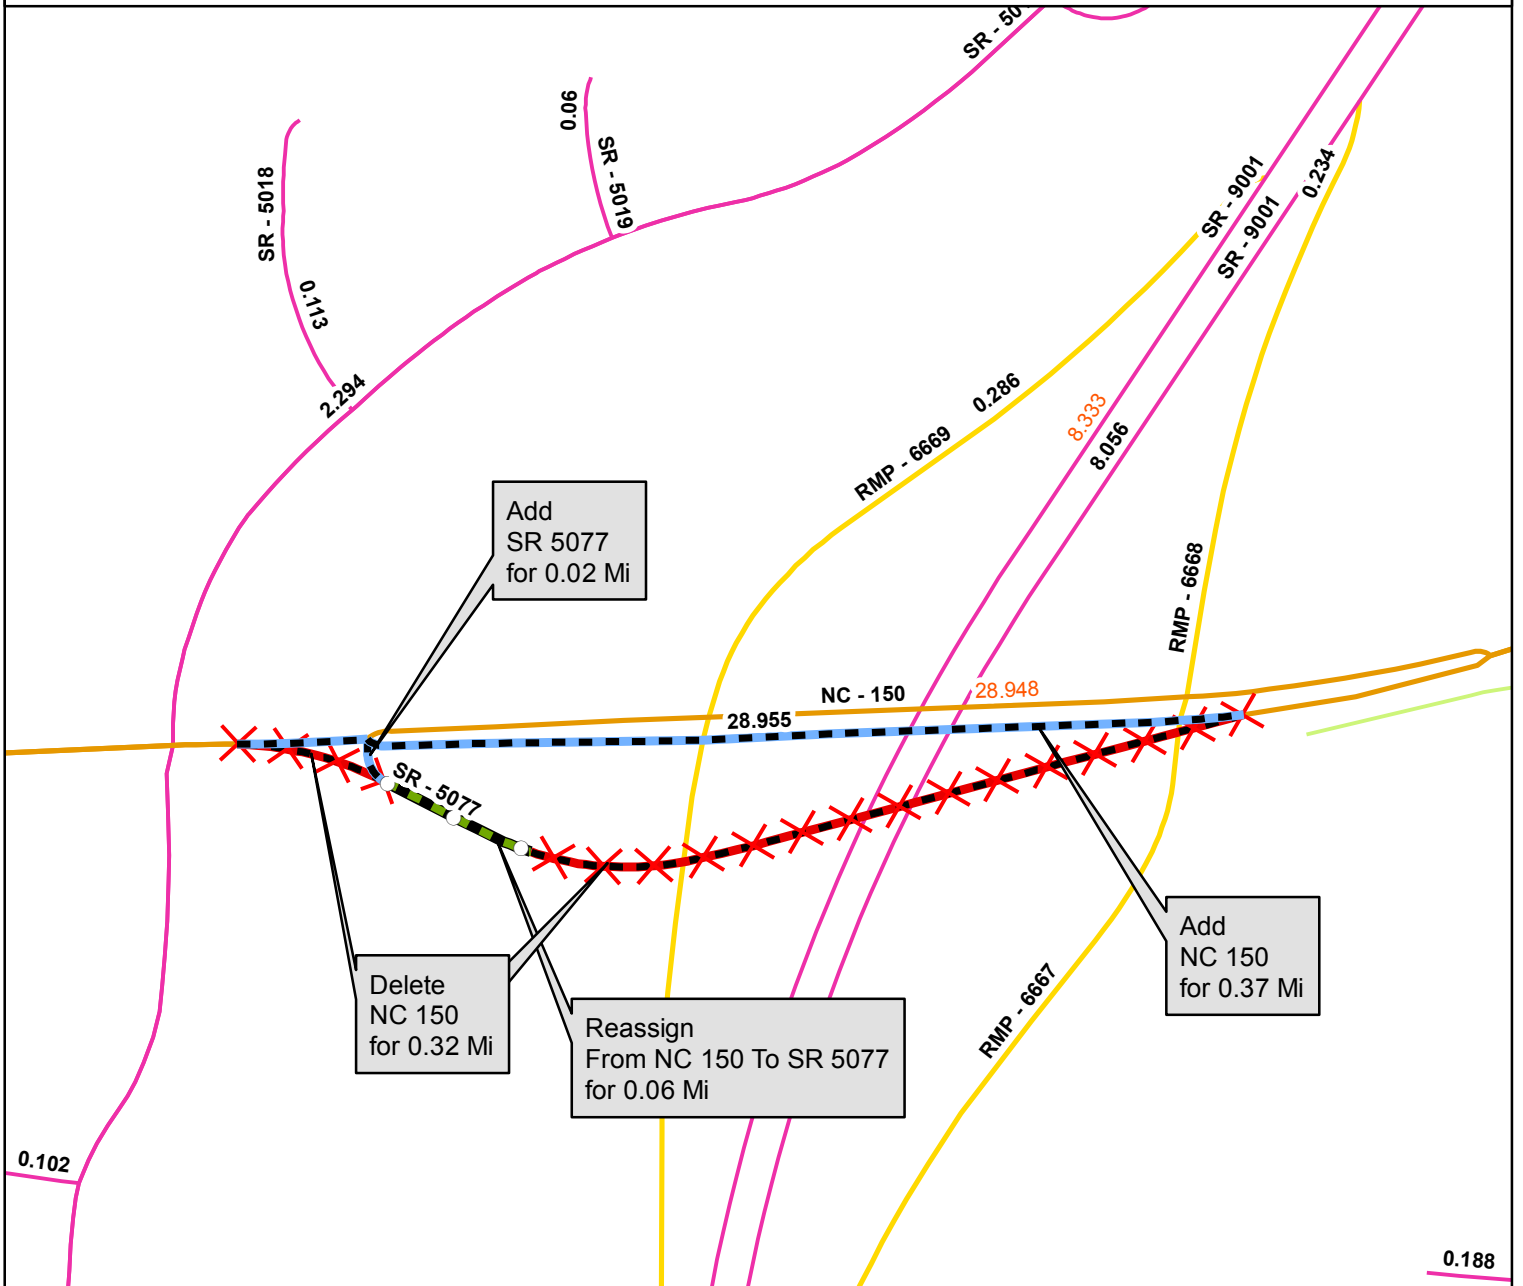 SR - 50
0.06
SR - 5019
SR - 5018
0.113
2.294
SR - 9001
0.234
SR - 9001
0.286
RMP - 6669
8.333
8.056
Add
SR 5077
for 0.02 Mi
RMP - 6668
NC - 150
28.948
28.955
SR - 5077
Delete
NC 150
for 0.32 Mi
Reassign
From NC 150 To SR 5077
for 0.06 Mi
Add
NC 150
for 0.37 Mi
RMP - 6667
0.102
0.188